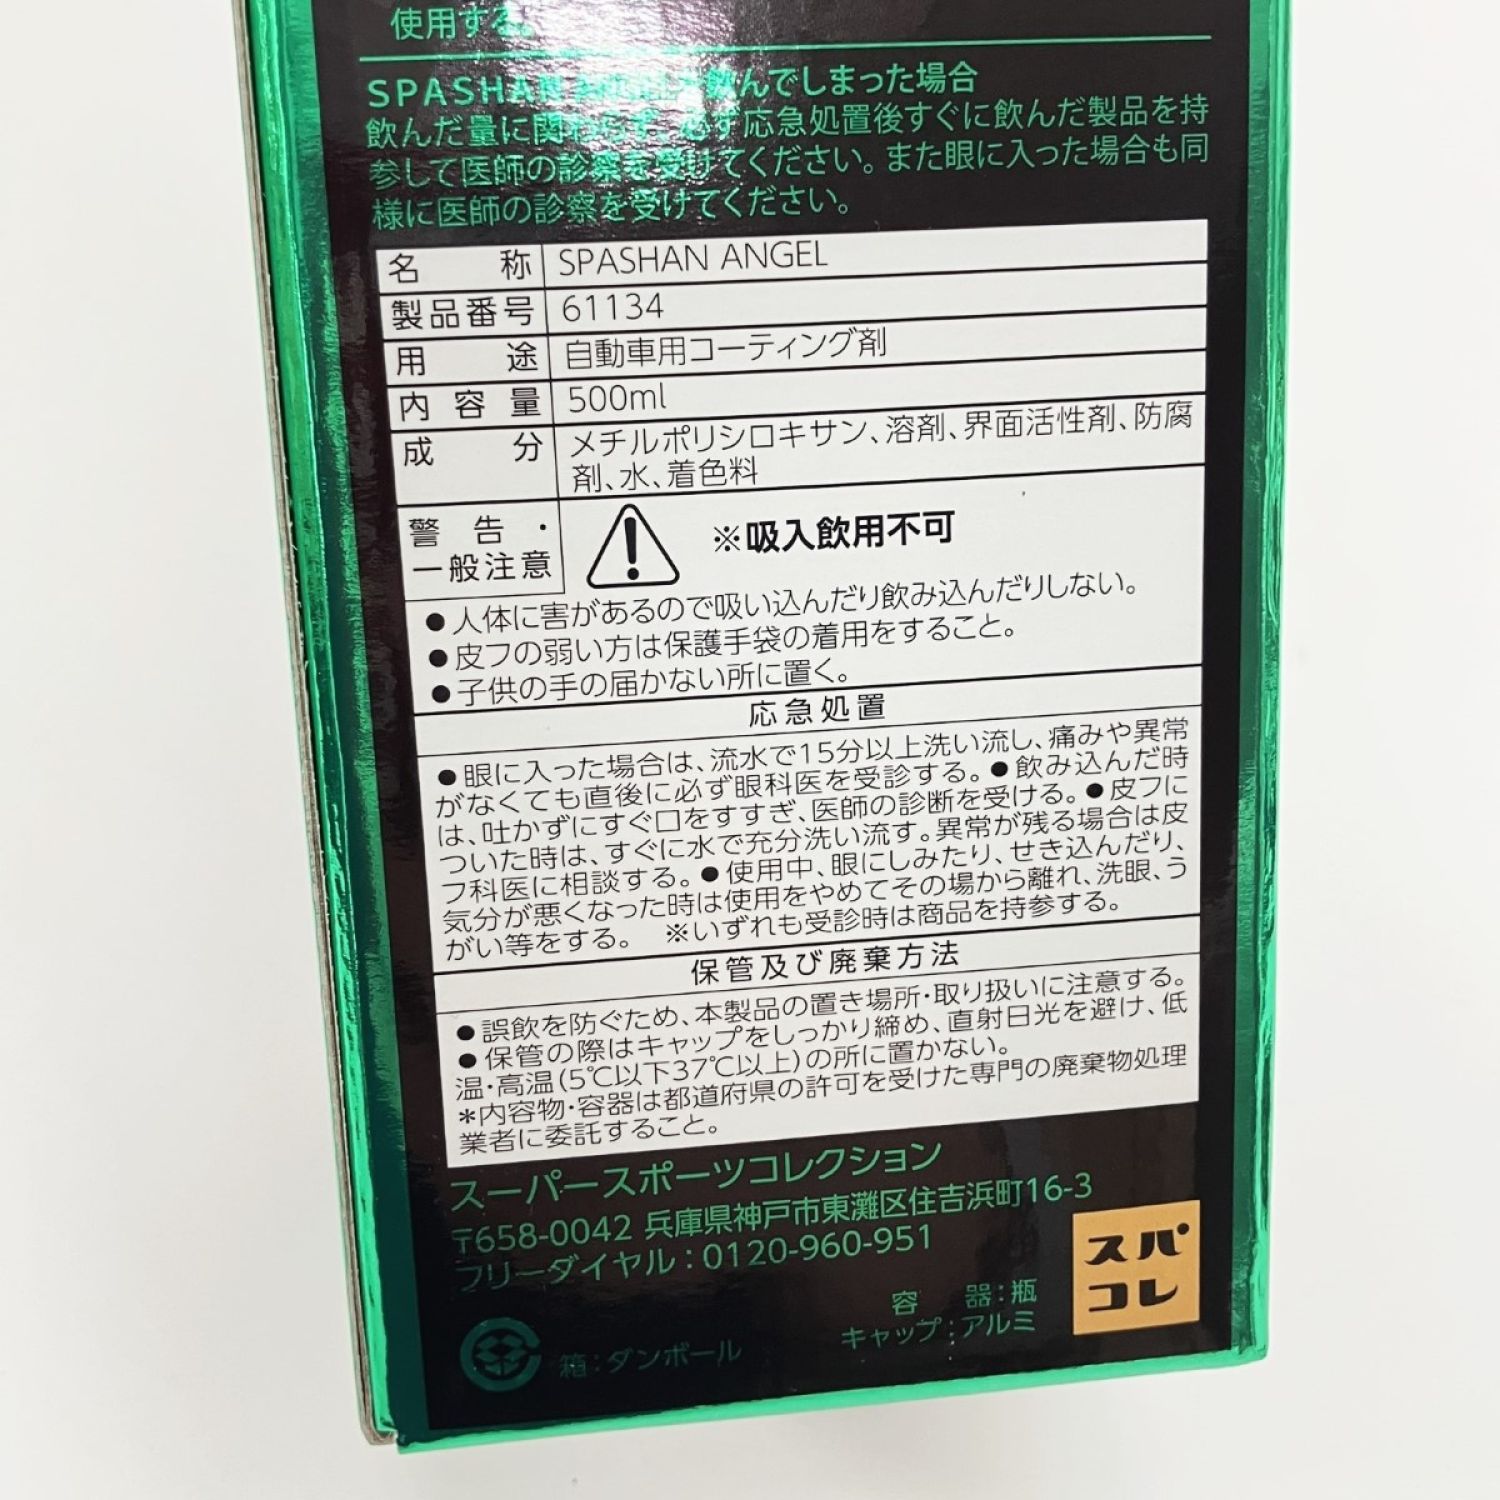 使用する。
SPASHAN ANGELを飲んでしまった場合
飲んだ量に関わらず、必ず応急処置後すぐに飲んだ製品を持
参して医師の診察を受けてください。また眼に入った場合も同
様に医師の診察を受けてください。
名称 SPASHAN ANGEL
製品番号 61134
用途 自動車用コーティング剤
内容量 500ml
成分 メチルポリシロキサン、溶剤、界面活性剤、防腐
剤、水、着色料
警告・
一般注意
※吸入飲用不可
●人体に害があるので吸い込んだり飲み込んだりしない。
●皮フの弱い方は保護手袋の着用をすること。
●子供の手の届かない所に置く。
応急処置
●眼に入った場合は、流水で15分以上洗い流し、痛みや異常
がなくても直後に必ず眼科医を受診する。●飲み込んだ時
は、吐かずにすぐ口をすすぎ、医師の診断を受ける。●皮フに
ついた時は、すぐに水で充分洗い流す。異常が残る場合は皮
フ科医に相談する。●使用中、眼にしみたり、せき込んだり、
気分が悪くなった時は使用をやめてその場から離れ、洗眼、う
がい等をする。 ※いずれも受診時は商品を持参する。
保管及び廃棄方法
●誤飲を防ぐため、本製品の置き場所・取り扱いに注意する。
●保管の際はキャップをしっかり締め、直射日光を避け、低
温・高温(5℃以下37℃以上)の所に置かない。
*内容物・容器は都道府県の許可を受けた専門の廃棄物処理
業者に委託すること。
スーパースポーツコレクション
〒658-0042 兵庫県神戸市東灘区住吉浜町16-3
フリーダイヤル：0120-960-951
スパ
コレ
容器：瓶
キャップ：アルミ
箱：ダンボール